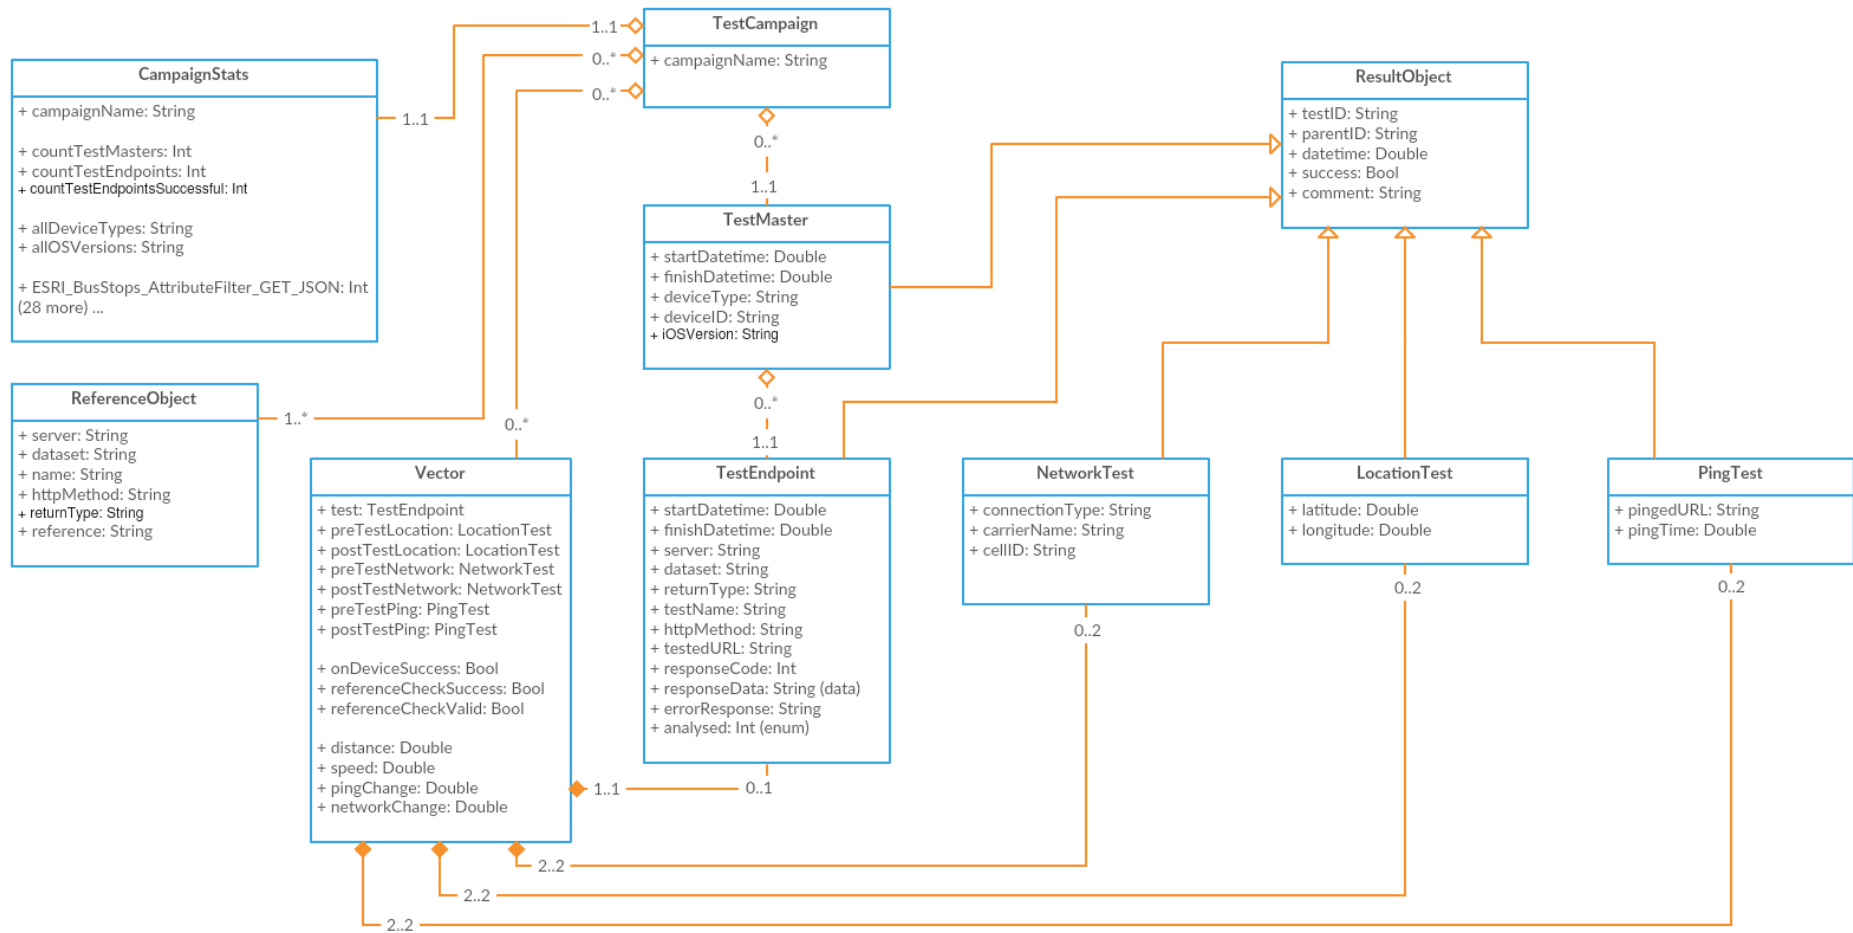 TestCampaign
+ campaignName: String
1..1
0..*
0..*
0..*
1..1
CampaignStats
+ campaignName: String
+ countTestMasters: Int
+ countTestEndpoints: Int
+ countTestEndpointsSuccessful: Int
+ allDeviceTypes: String
+ allOSVersions: String
+ ESRI_BusStops_AttributeFilter_GET_JSON: Int
(28 more) ...
1..1
ResultObject
+ testID: String
+ parentID: String
+ datetime: Double
+ success: Bool
+ comment: String
TestMaster
+ startDatetime: Double
+ finishDatetime: Double
+ deviceType: String
+ deviceID: String
+ iOSVersion: String
0..*
1..1
ReferenceObject
+ server: String
+ dataset: String
+ name: String
+ httpMethod: String
+ returnType: String
+ reference: String
1..*
0..*
Vector
+ test: TestEndpoint
+ preTestLocation: LocationTest
+ postTestLocation: LocationTest
+ preTestNetwork: NetworkTest
+ postTestNetwork: NetworkTest
+ preTestPing: PingTest
+ postTestPing: PingTest
+ onDeviceSuccess: Bool
+ referenceCheckSuccess: Bool
+ referenceCheckValid: Bool
+ distance: Double
+ speed: Double
+ pingChange: Double
+ networkChange: Double
TestEndpoint
+ startDatetime: Double
+ finishDatetime: Double
+ server: String
+ dataset: String
+ returnType: String
+ testName: String
+ httpMethod: String
+ testedURL: String
+ responseCode: Int
+ responseData: String (data)
+ errorResponse: String
+ analysed: Int (enum)
NetworkTest
+ connectionType: String
+ carrierName: String
+ cellID: String
LocationTest
+ latitude: Double
+ longitude: Double
PingTest
+ pingedURL: String
+ pingTime: Double
0..2
0..2
0..2
1..1
0..1
2..2
2..2
2..2